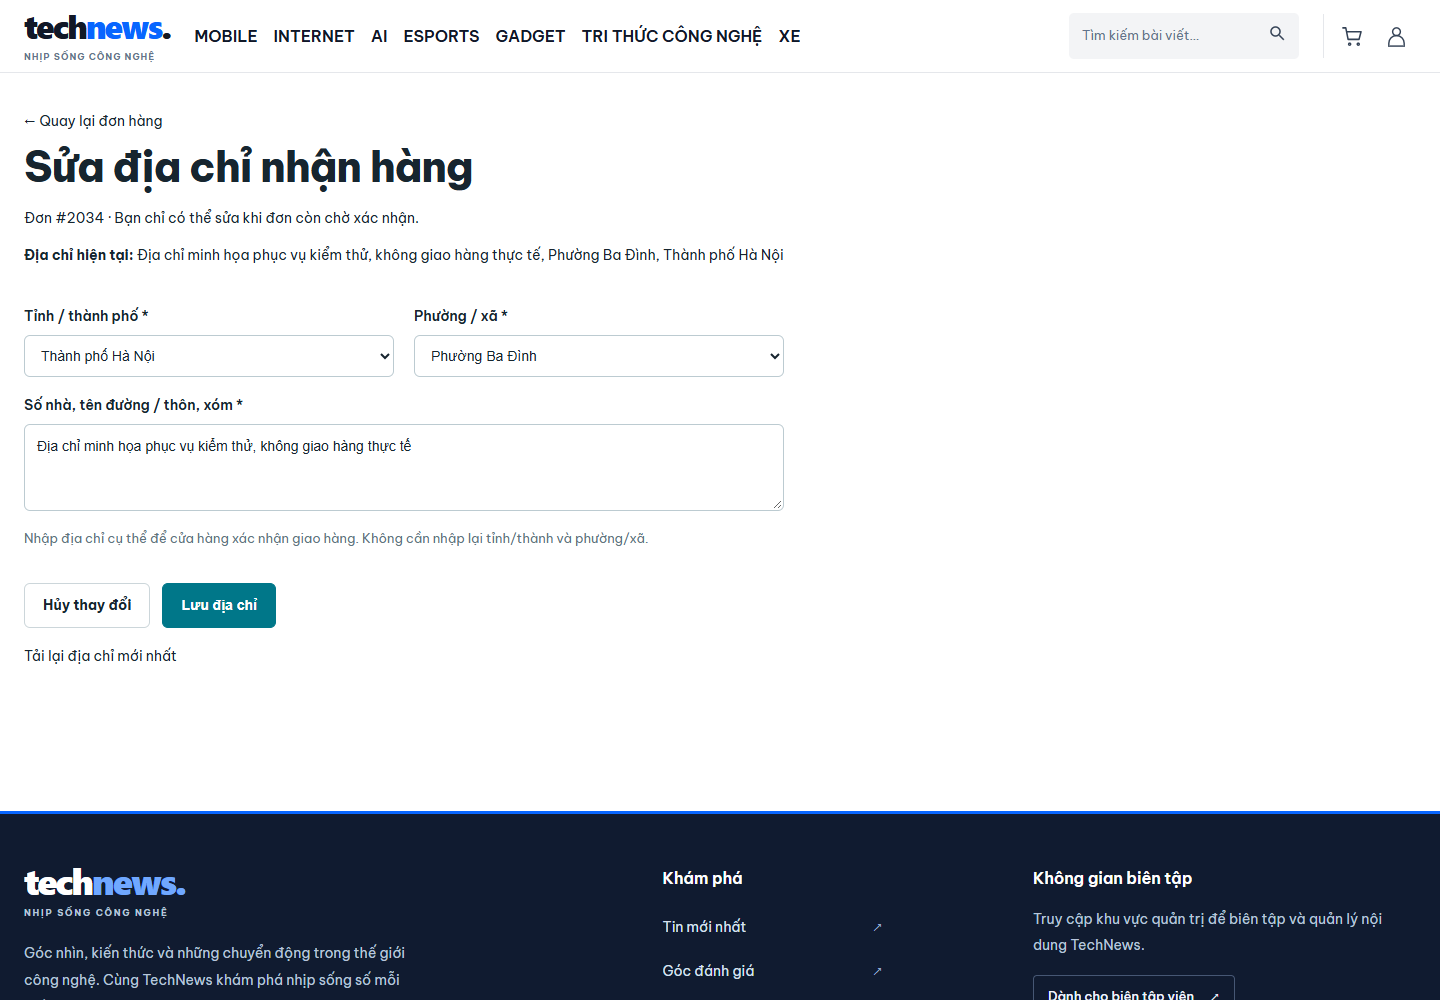 technews.
NHỊP SỐNG CÔNG NGHỆ
MOBILE INTERNET AI ESPORTS GADGET TRI THỨC CÔNG NGHỆ XE
Tìm kiếm bài viết...
← Quay lại đơn hàng
Sửa địa chỉ nhận hàng
Đơn #2034 · Bạn chỉ có thể sửa khi đơn còn chờ xác nhận.
Địa chỉ hiện tại: Địa chỉ minh họa phục vụ kiểm thử, không giao hàng thực tế, Phường Ba Đình, Thành phố Hà Nội
Tỉnh / thành phố * Phường / xã *
Thành phố Hà Nội Phường Ba Đình
Số nhà, tên đường / thôn, xóm *
Địa chỉ minh họa phục vụ kiểm thử, không giao hàng thực tế
Nhập địa chỉ cụ thể để cửa hàng xác nhận giao hàng. Không cần nhập lại tỉnh/thành và phường/xã.
Hủy thay đổi Lưu địa chỉ
Tải lại địa chỉ mới nhất
technews.
NHỊP SỐNG CÔNG NGHỆ
Góc nhìn, kiến thức và những chuyển động trong thế giới
công nghệ. Cùng TechNews khám phá nhịp sống số mỗi
Khám phá
Tin mới nhất ↗
Góc đánh giá ↗
Không gian biên tập
Truy cập khu vực quản trị để biên tập và quản lý nội
dung TechNews.
Dành cho biên tập viên ↗